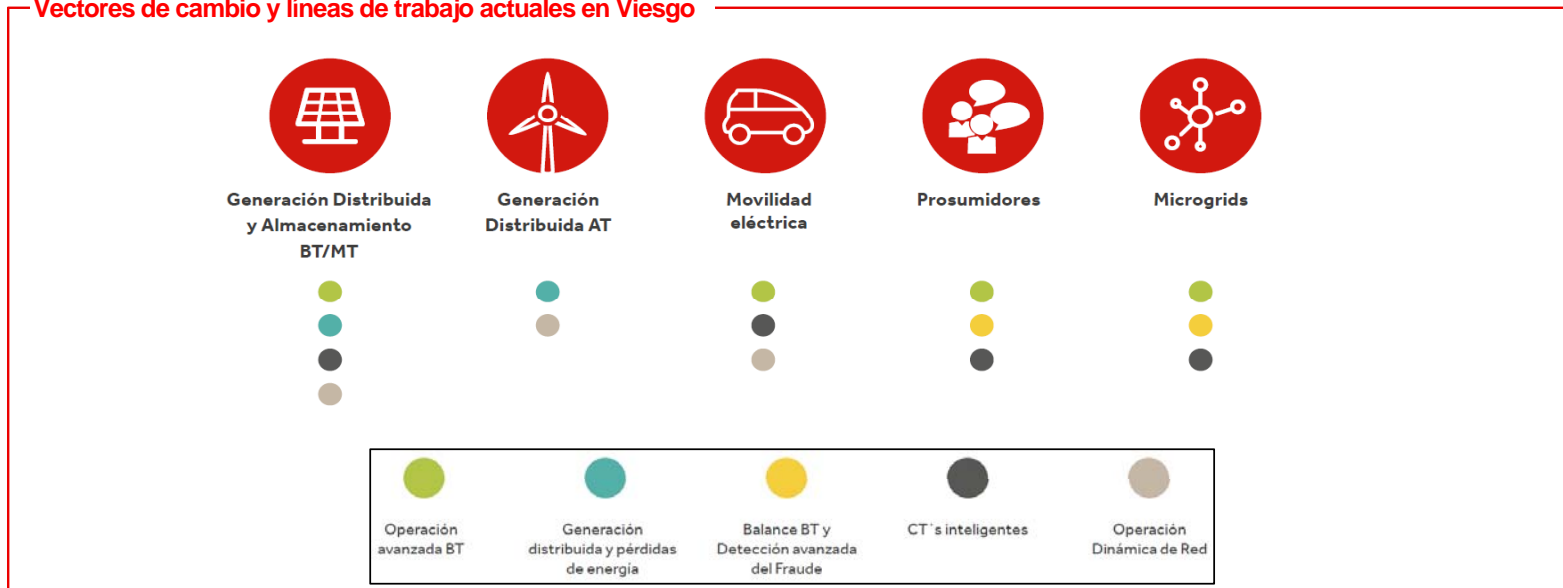 Vectores de cambio y líneas de trabajo actuales en Viesgo
Generación Distribuida
y Almacenamiento
BT/MT
Generación
Distribuida AT
Movilidad
eléctrica
Prosumidores
Microgrids
Operación
avanzada BT
Generación
distribuida y pérdidas
de energía
Balance BT y
Detección avanzada
del Fraude
CT´s inteligentes
Operación
Dinámica de Red